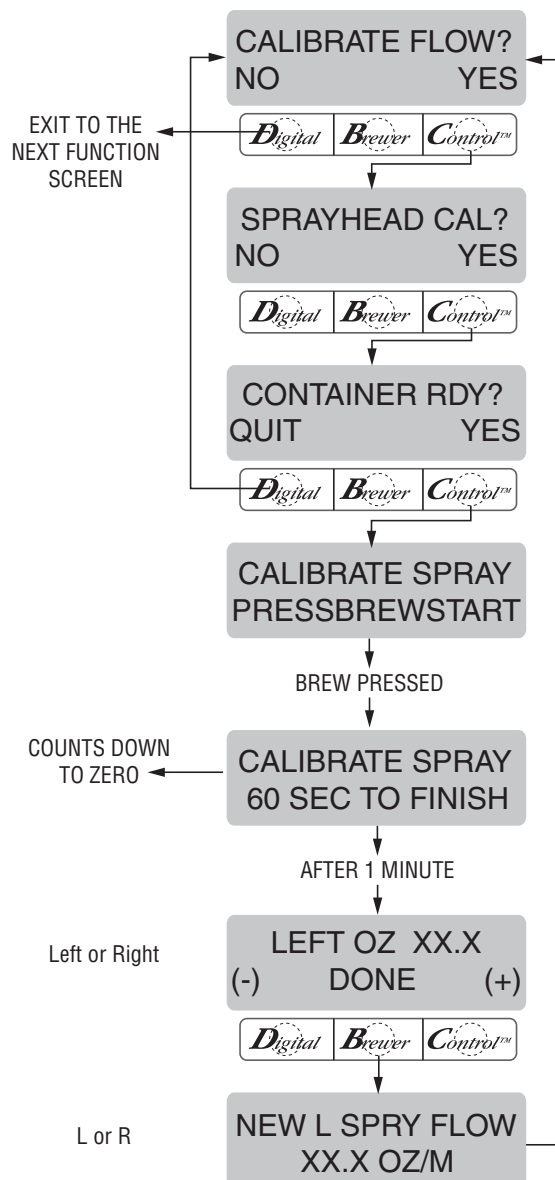 CALIBRATE FLOW?
NO YES
EXIT TO THE
NEXT FUNCTION
SCREEN
Digital Brewer Control™
SPRAYHEAD CAL?
NO YES
Digital Brewer Control™
CONTAINER RDY?
QUIT YES
Digital Brewer Control™
CALIBRATE SPRAY
PRESSBREWSTART
BREW PRESSED
COUNTS DOWN
TO ZERO
CALIBRATE SPRAY
60 SEC TO FINISH
AFTER 1 MINUTE
Left or Right
LEFT OZ XX.X
(-) DONE (+)
Digital Brewer Control™
L or R
NEW L SPRY FLOW
XX.X OZ/M